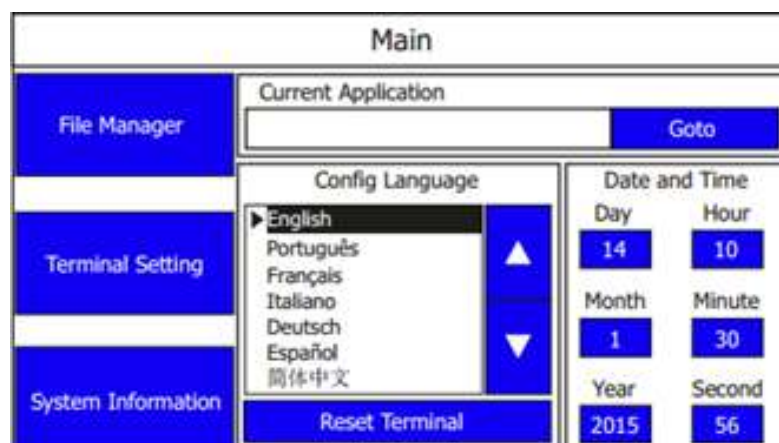 Main
File Manager
Terminal Setting
System Information
Current Application
Goto
Config Language
English
Português
Français
Italiano
Deutsch
Español
简体中文
Reset Terminal
Date and Time
Day Hour
14 10
Month Minute
1 30
Year Second
2015 56